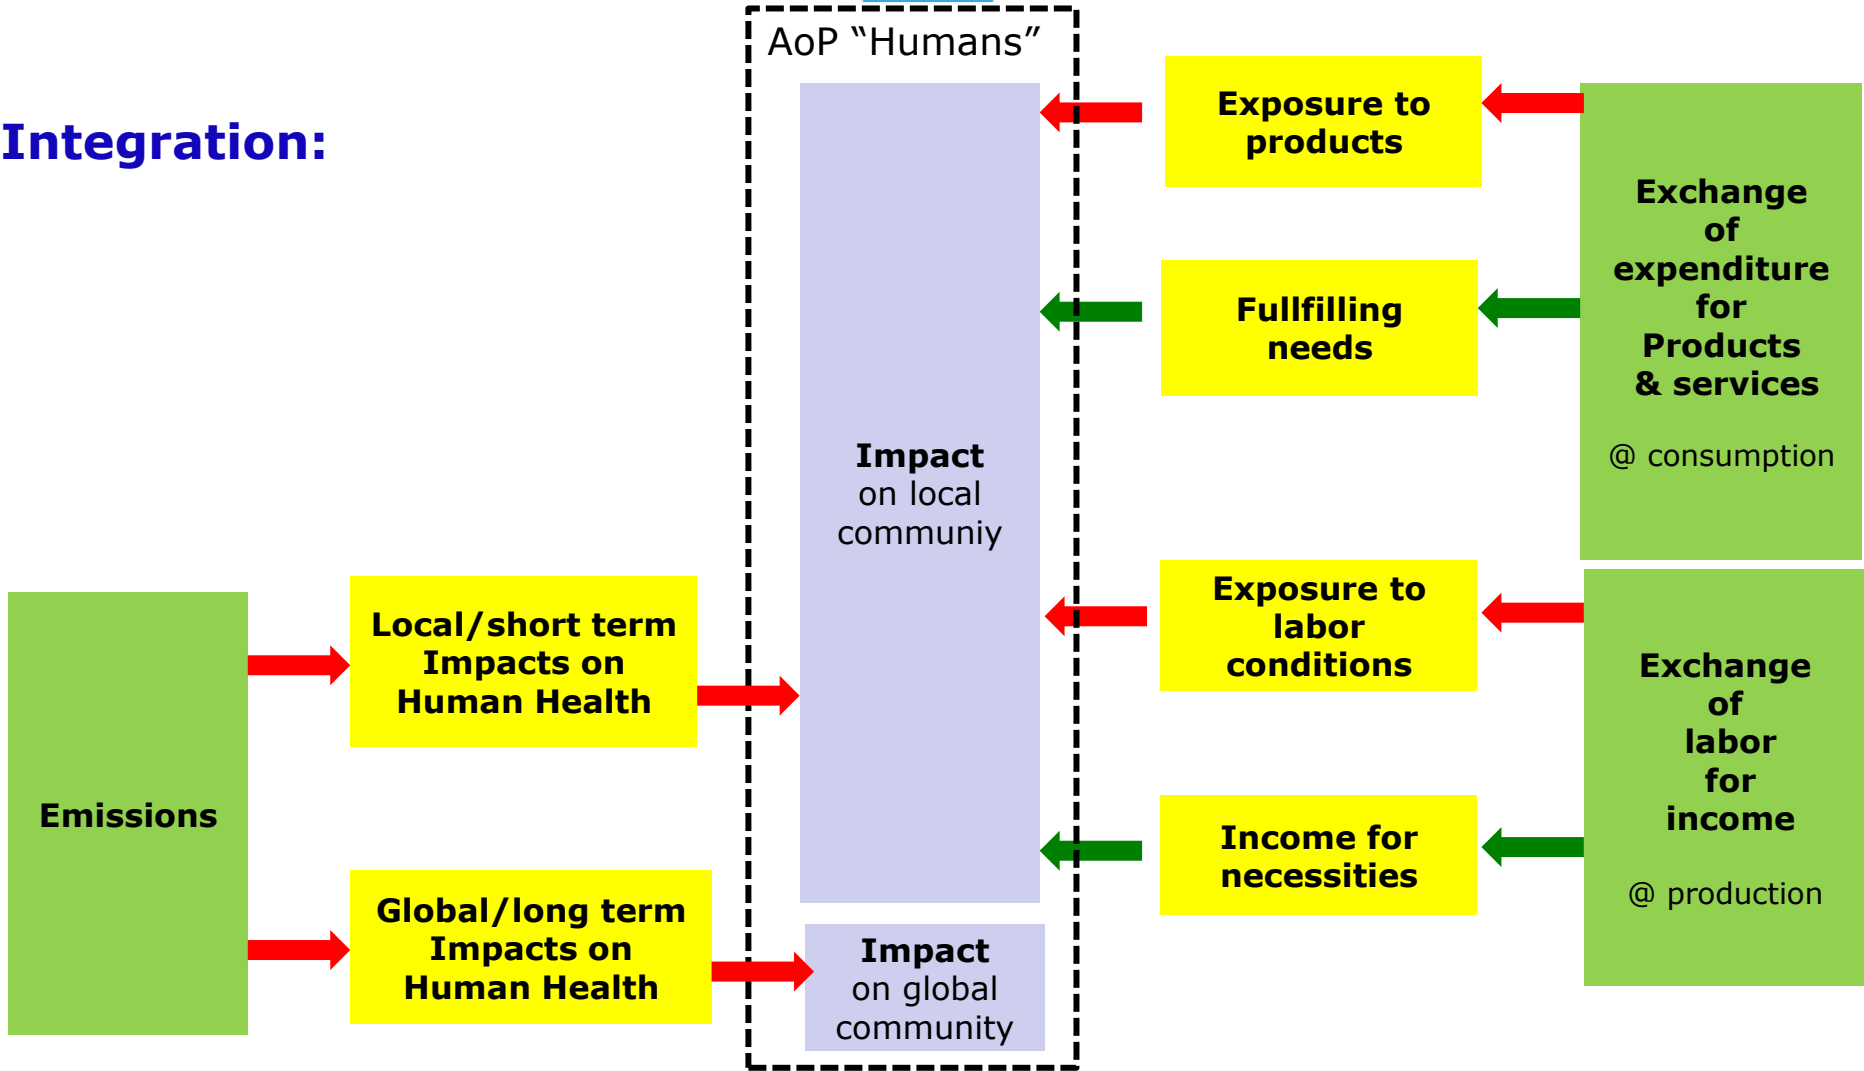 AoP “Humans”
Integration:
Exposure to
products
Exchange
of
expenditure
for
Products
& services
@ consumption
Fullfilling
needs
Impact
on local
communiy
Exposure to
labor
conditions
Local/short term
Impacts on
Human Health
Exchange
of
labor
for
income
@ production
Emissions
Income for
necessities
Global/long term
Impacts on
Human Health
Impact
on global
community